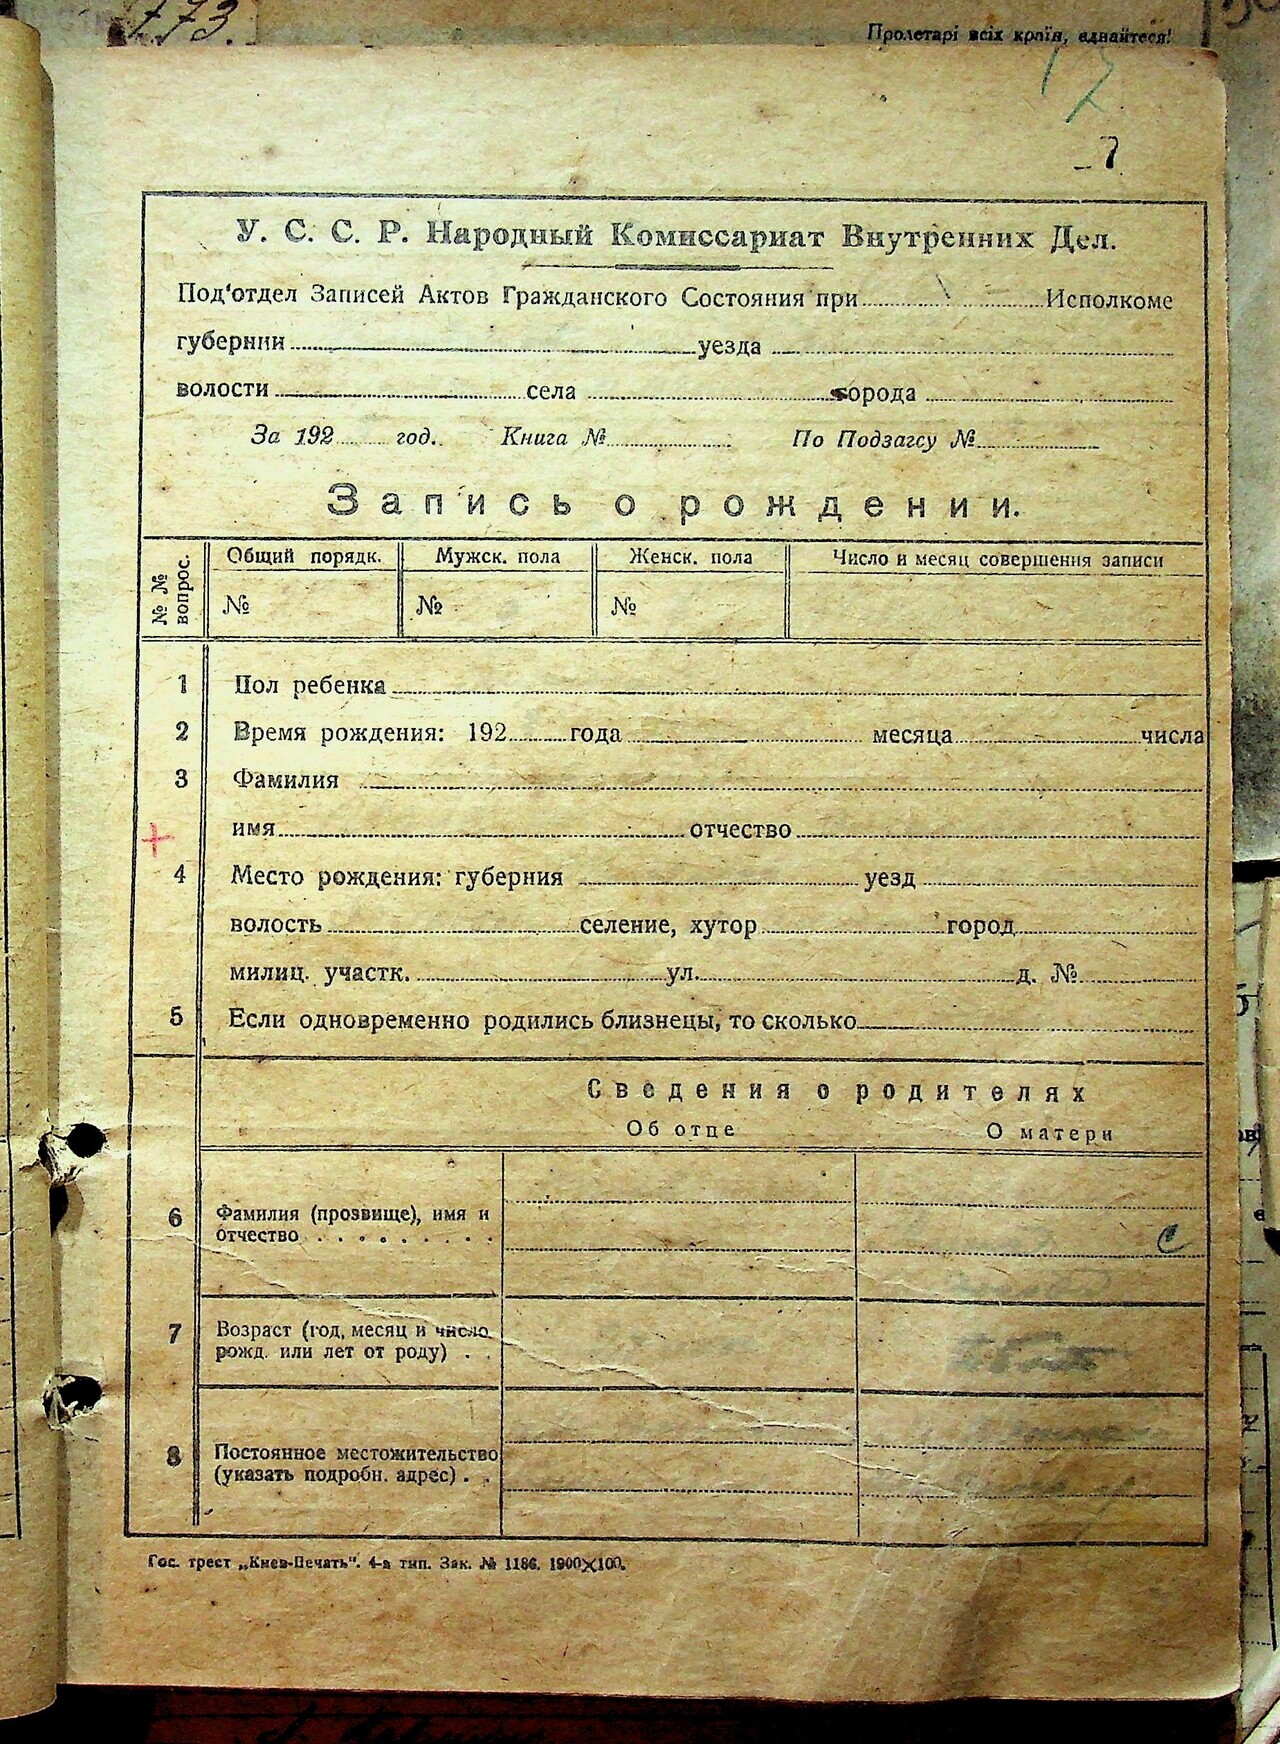 773.
Пролетарі всіх країн, єднайтеся!
У. С. С. Р. Народный Комиссариат Внутренних Дел.
Под'отдел Записей Актов Гражданского Состояния при Исполкоме
губернии уезда
волости села города
За 192 год. Книга № По Подзагсу №
Запись о рождении.
№ № вопрос.
Общий порядк. Мужск. пола Женск. пола Число и месяц совершения записи
№ № №
1 Пол ребенка
2 Время рождения: 192 года месяца числа
3 Фамилия
имя отчество
4 Место рождения: губерния уезд
волость селение, хутор город
милиц. участк. ул. д. №
5 Если одновременно родились близнецы, то сколько
Сведения о родителях
Об отце О матери
6 Фамилия (прозвище), имя и
отчество . . . . . . . . .
7 Возраст (год, месяц и число
рожд. или лет от роду) . .
8 Постоянное местожительство
(указать подробн. адрес) . .
Гос. трест „Киев-Печать". 4-а тип. Зак. № 1186. 1900×100.